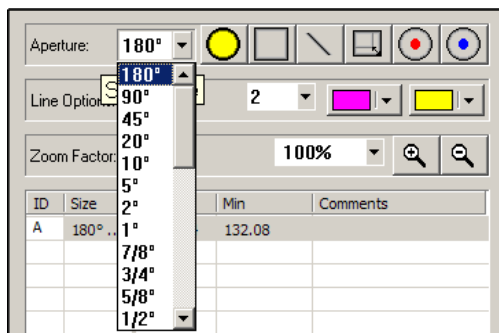 Aperture: 180°
180°
90°
45°
20°
10°
5°
2°
1°
7/8°
3/4°
5/8°
1/2°
Line Option 2
Zoom Factor: 100%
ID Size Min Comments
A 180° .. 132.08